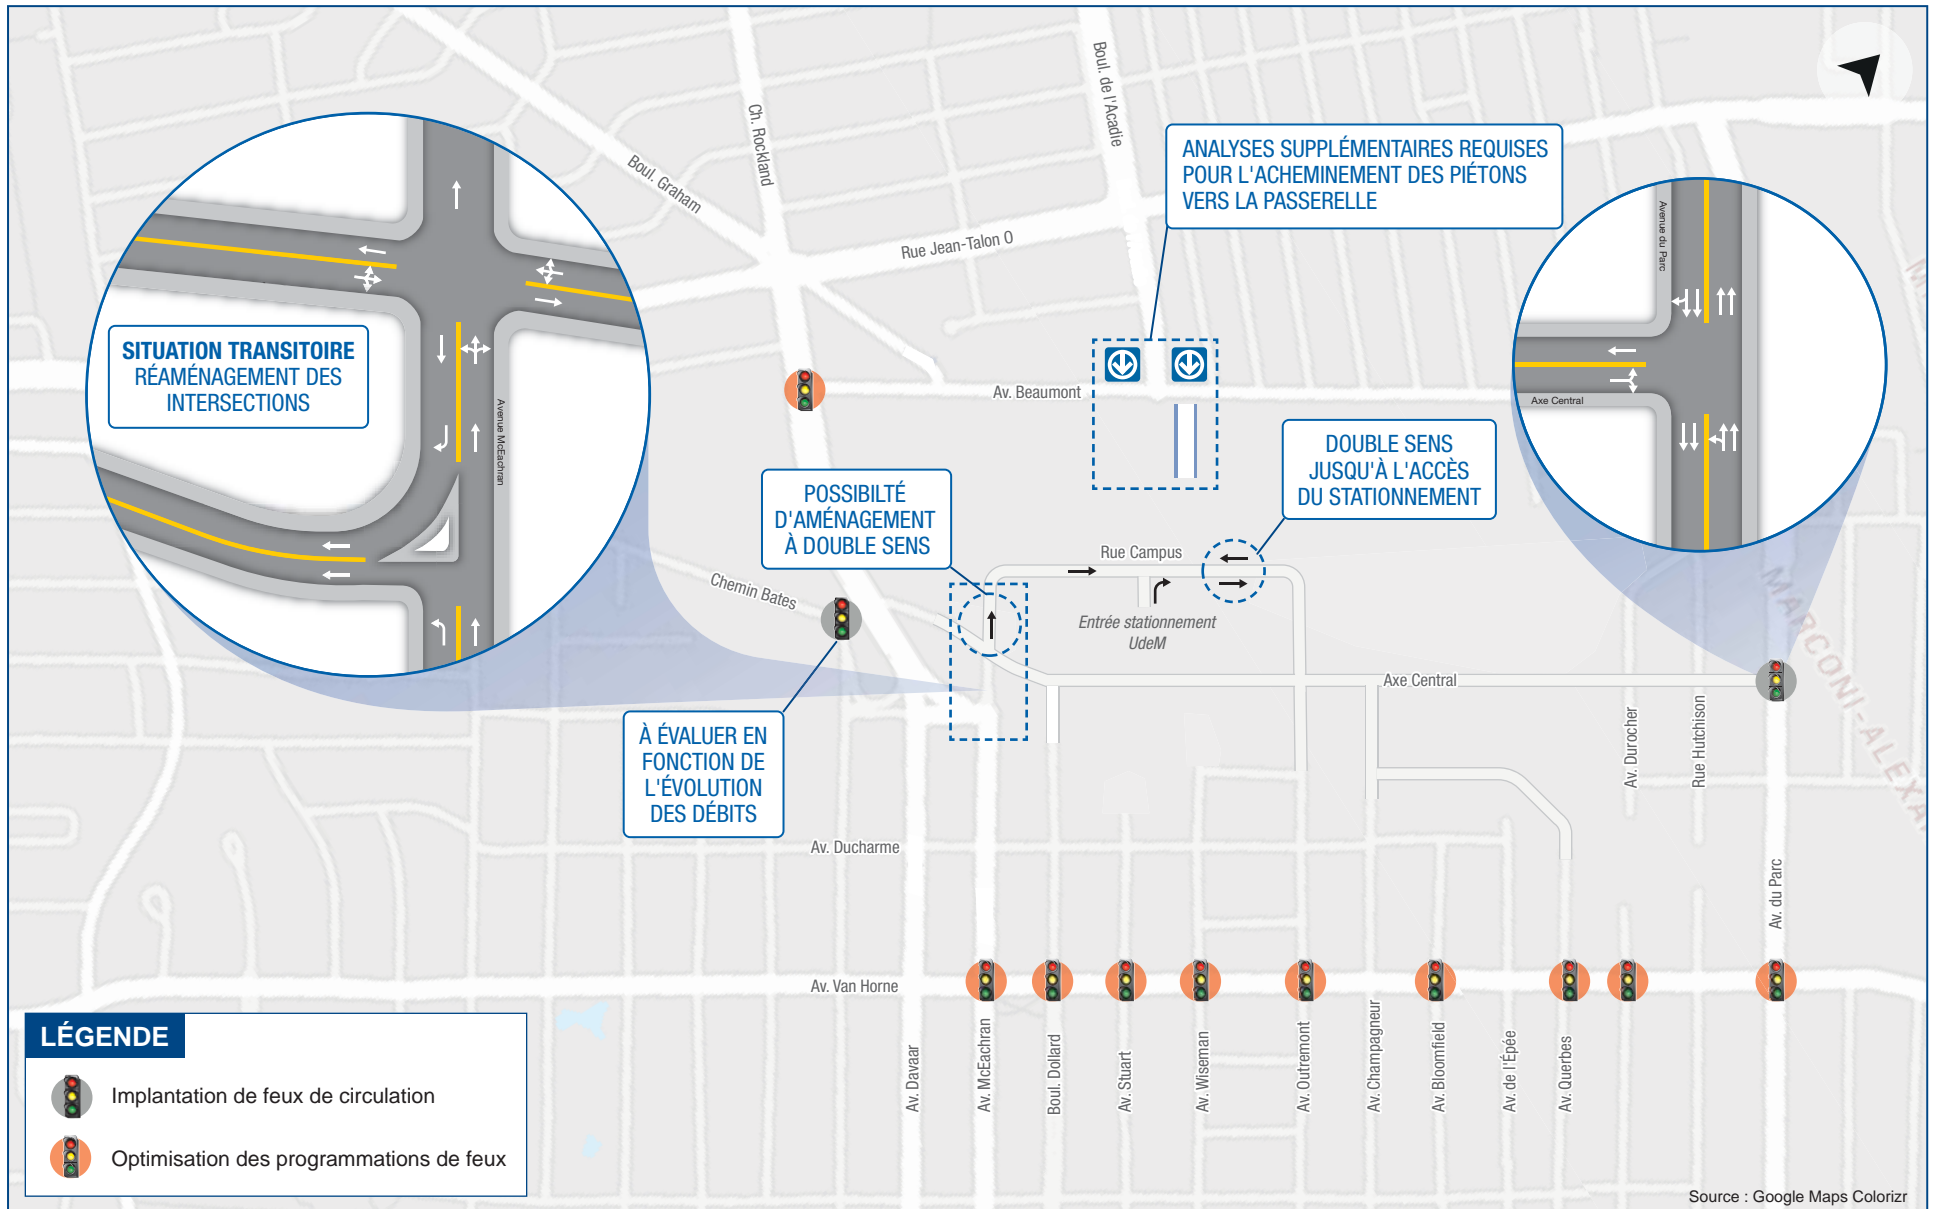 Boul. de l'Acadie
Ch. Rockland
Boul. Graham
Rue Jean-Talon O
ANALYSES SUPPLÉMENTAIRES REQUISES
POUR L'ACHEMINEMENT DES PIÉTONS
VERS LA PASSERELLE
Avenue du Parc
Axe Central
SITUATION TRANSITOIRE
RÉAMÉNAGEMENT DES
INTERSECTIONS
Avenue McEachran
Av. Beaumont
DOUBLE SENS
JUSQU'À L'ACCÈS
DU STATIONNEMENT
POSSIBILTÉ
D'AMÉNAGEMENT
À DOUBLE SENS
Rue Campus
Chemin Bates
Entrée stationnement
UdeM
MARCONI-ALEXA
Axe Central
À ÉVALUER EN
FONCTION DE
L'ÉVOLUTION
DES DÉBITS
Av. Durocher
Rue Hutchison
Av. Ducharme
Av. du Parc
Av. Van Horne
Av. Davaar
Av. McEachran
Boul. Dollard
Av. Stuart
Av. Wiseman
Av. Outremont
Av. Champagneur
Av. Bloomfield
Av. de l'Épée
Av. Querbes
LÉGENDE
Implantation de feux de circulation
Optimisation des programmations de feux
Source : Google Maps Colorizr